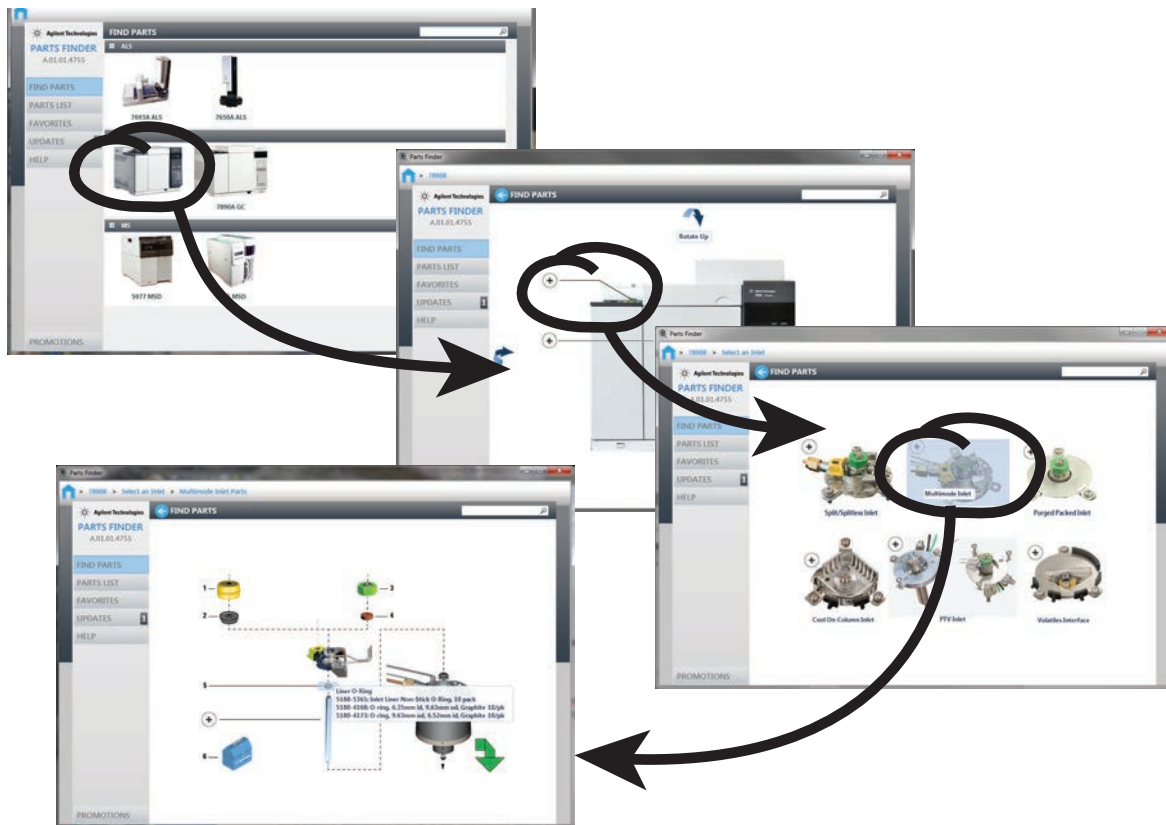 Agilent Technologies
FIND PARTS
PARTS FINDER
A.01.01.4755
ALS
FIND PARTS
PARTS LIST
FAVORITES
UPDATES
HELP
7693A ALS
7650A ALS
7890A GC
MS
5977 MSD
MSD
PROMOTIONS
Parts Finder
> 7890B
Agilent Technologies
FIND PARTS
PARTS FINDER
A.01.01.4755
Rotate Up
FIND PARTS
PARTS LIST
FAVORITES
UPDATES 1
HELP
Parts Finder
> 7890B > Select an Inlet
Agilent Technologies
FIND PARTS
PARTS FINDER
A.01.01.4755
FIND PARTS
PARTS LIST
FAVORITES
UPDATES 1
HELP
Multimode Inlet
Split/Splitless Inlet
Purged Packed Inlet
Cool On-Column Inlet
PTV Inlet
Volatiles Interface
PROMOTIONS
Parts Finder
> 7890B > Select an Inlet > Multimode Inlet Parts
Agilent Technologies
FIND PARTS
PARTS FINDER
A.01.01.4755
FIND PARTS
PARTS LIST
FAVORITES
UPDATES 1
HELP
1
3
2
4
5
Liner O-Ring
5188-5365: Inlet Liner Non-Stick O-Ring, 10 pack
5180-4168: O-ring, 6.35mm id, 9.63mm od, Graphite 10/pk
5180-4173: O-ring, 9.63mm od, 6.52mm id, Graphite 10/pk
6
PROMOTIONS